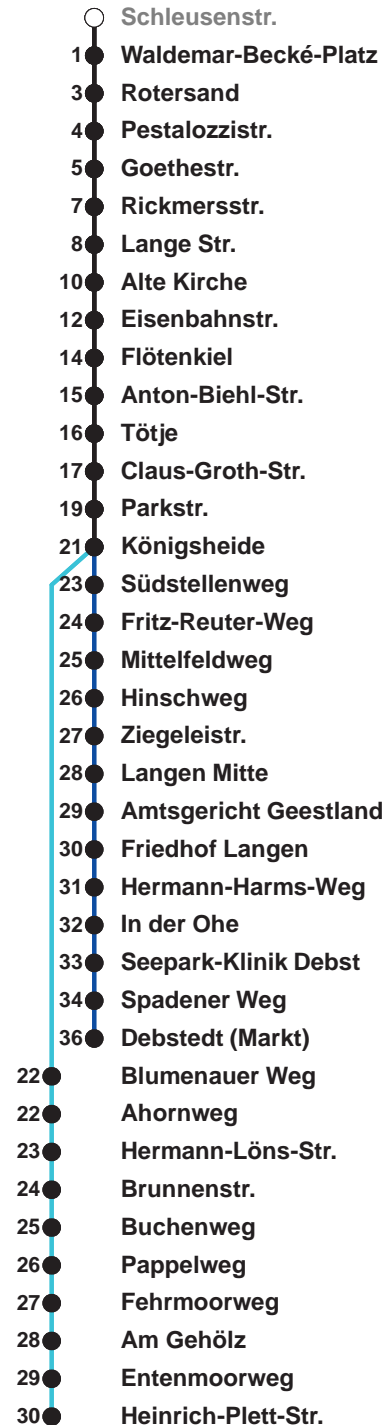 Schleusenstr.
1 Waldemar-Becké-Platz
3 Rotersand
4 Pestalozzistr.
5 Goethestr.
7 Rickmersstr.
8 Lange Str.
10 Alte Kirche
12 Eisenbahnstr.
14 Flötenkiel
15 Anton-Biehl-Str.
16 Tötje
17 Claus-Groth-Str.
19 Parkstr.
21 Königsheide
23 Südstellenweg
24 Fritz-Reuter-Weg
25 Mittelfeldweg
26 Hinschweg
27 Ziegeleistr.
28 Langen Mitte
29 Amtsgericht Geestland
30 Friedhof Langen
31 Hermann-Harms-Weg
32 In der Ohe
33 Seepark-Klinik Debst
34 Spadener Weg
36 Debstedt (Markt)
22 Blumenauer Weg
22 Ahornweg
23 Hermann-Löns-Str.
24 Brunnenstr.
25 Buchenweg
26 Pappelweg
27 Fehrmoorweg
28 Am Gehölz
29 Entenmoorweg
30 Heinrich-Plett-Str.